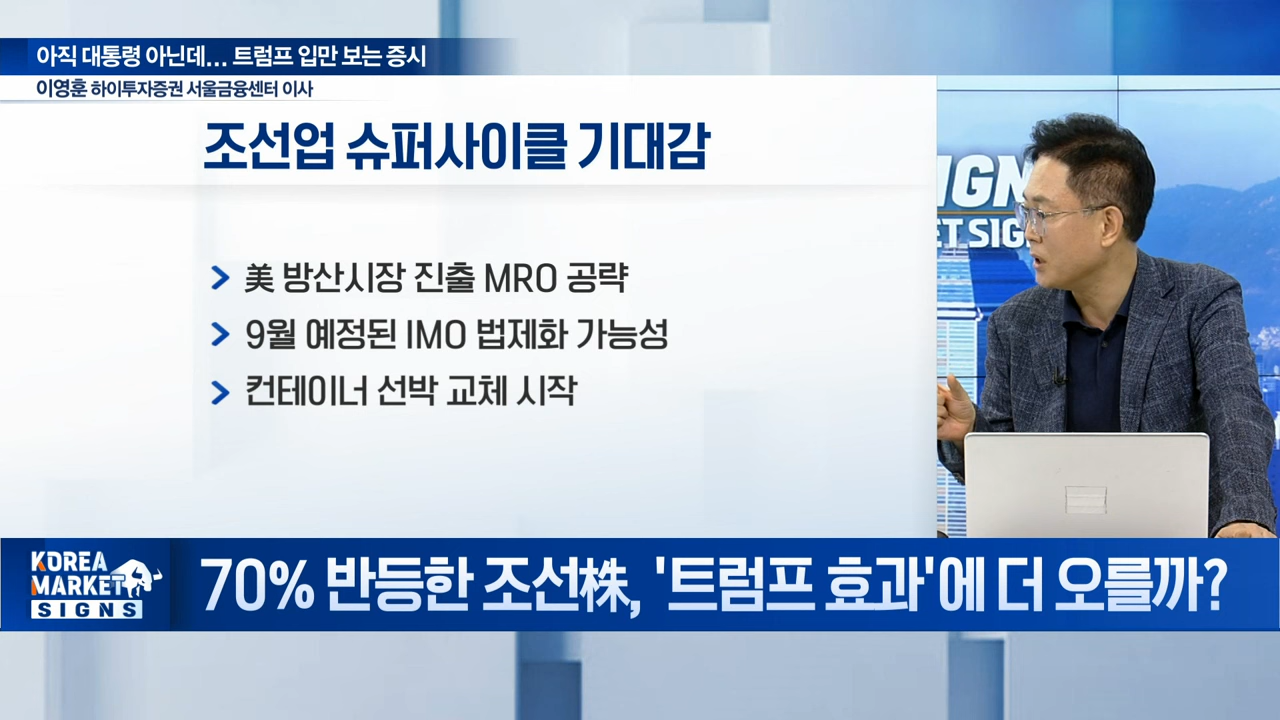 아직 대통령 아닌데... 트럼프 입만 보는 증시
이영훈 하이투자증권 서울금융센터 이사
조선업 슈퍼사이클 기대감
美 방산시장 진출 MRO 공략
9월 예정된 IMO 법제화 가능성
컨테이너 선박 교체 시작
IGN
ET SIG
KOREA
MARKET
SIGNS
70% 반등한 조선株, '트럼프 효과'에 더 오를까?